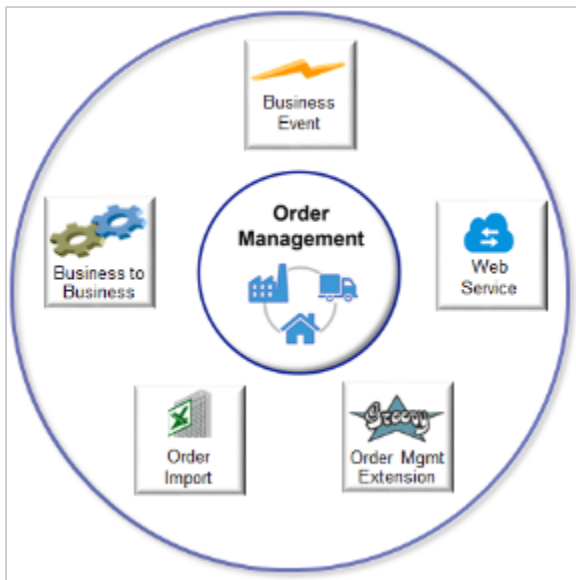 Business
Event
Order
Management
Business to
Business
Web
Service
Order
Import
Groovy
Order Mgmt
Extension